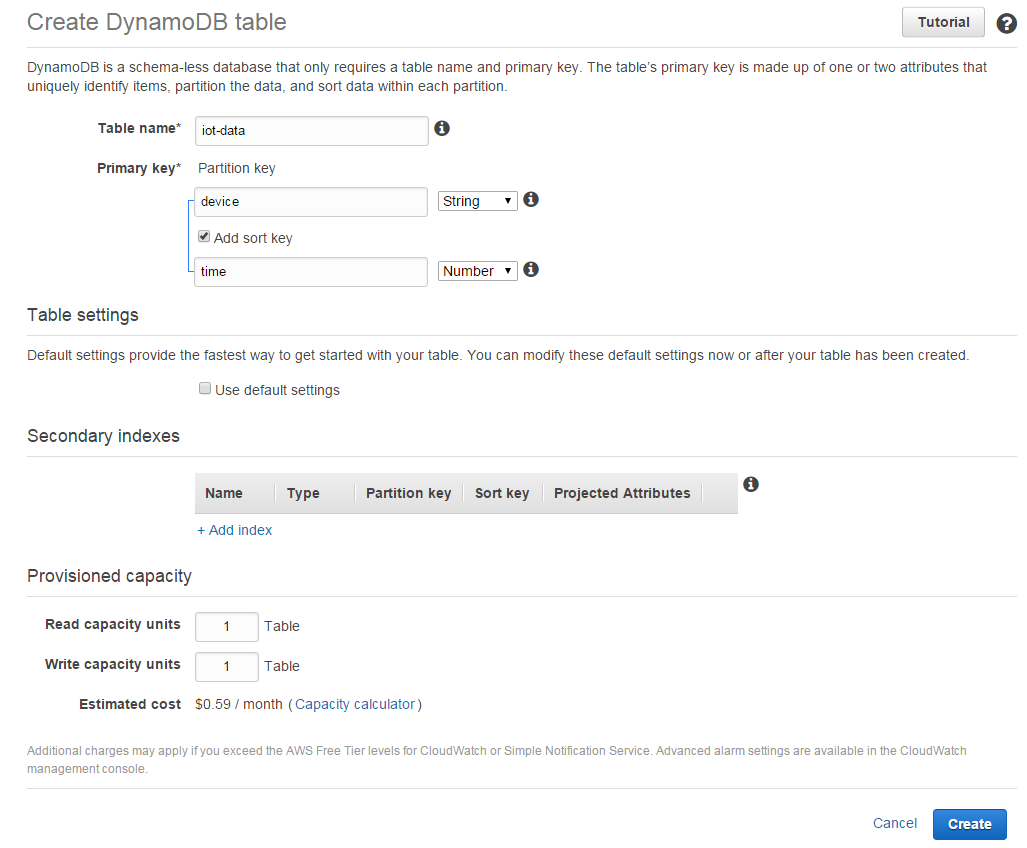 Create DynamoDB table
Tutorial
?
DynamoDB is a schema-less database that only requires a table name and primary key. The table's primary key is made up of one or two attributes that
uniquely identify items, partition the data, and sort data within each partition.
Table name* iot-data i
Primary key* Partition key
device String i
Add sort key
time Number i
Table settings
Default settings provide the fastest way to get started with your table. You can modify these default settings now or after your table has been created.
Use default settings
Secondary indexes
Name Type Partition key Sort key Projected Attributes i
+ Add index
Provisioned capacity
Read capacity units 1 Table
Write capacity units 1 Table
Estimated cost $0.59 / month ( Capacity calculator )
Additional charges may apply if you exceed the AWS Free Tier levels for CloudWatch or Simple Notification Service. Advanced alarm settings are available in the CloudWatch
management console.
Cancel Create